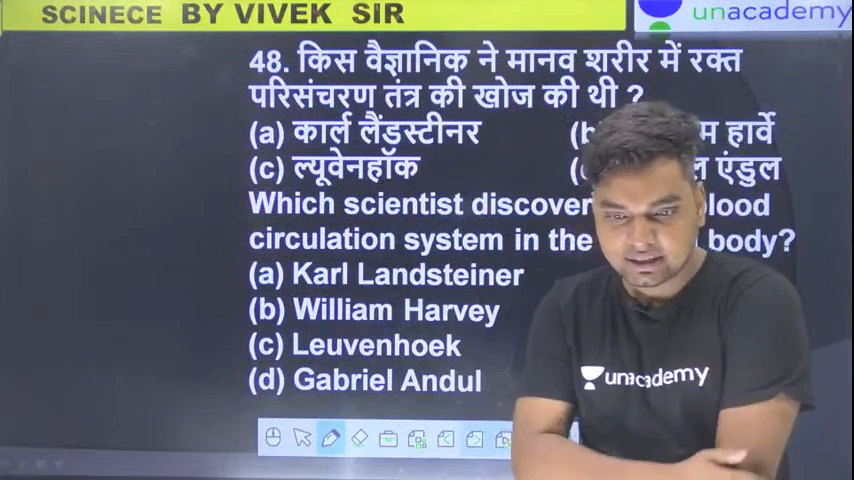 SCINECE BY VIVEK SIR
unacademy
48. किस वैज्ञानिक ने मानव शरीर में रक्त
परिसंचरण तंत्र की खोज की थी ?
(a) कार्ल लैंडस्टीनर (b म हार्वे
(c) ल्यूवेनहॉक ल एंडुल
Which scientist discover lood
circulation system in the body?
(a) Karl Landsteiner
(b) William Harvey
(c) Leuvenhoek
(d) Gabriel Andul
unacademy